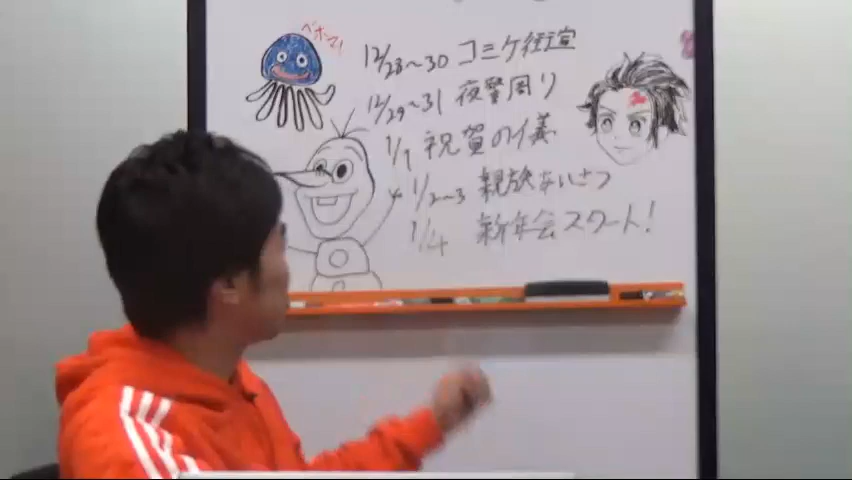 ベホマ!
12/28〜30 コミケ街宣
12/29〜31 夜警周り
1/1 祝賀の儀
1/2〜3 親族あいさつ
1/4 新年会スタート!